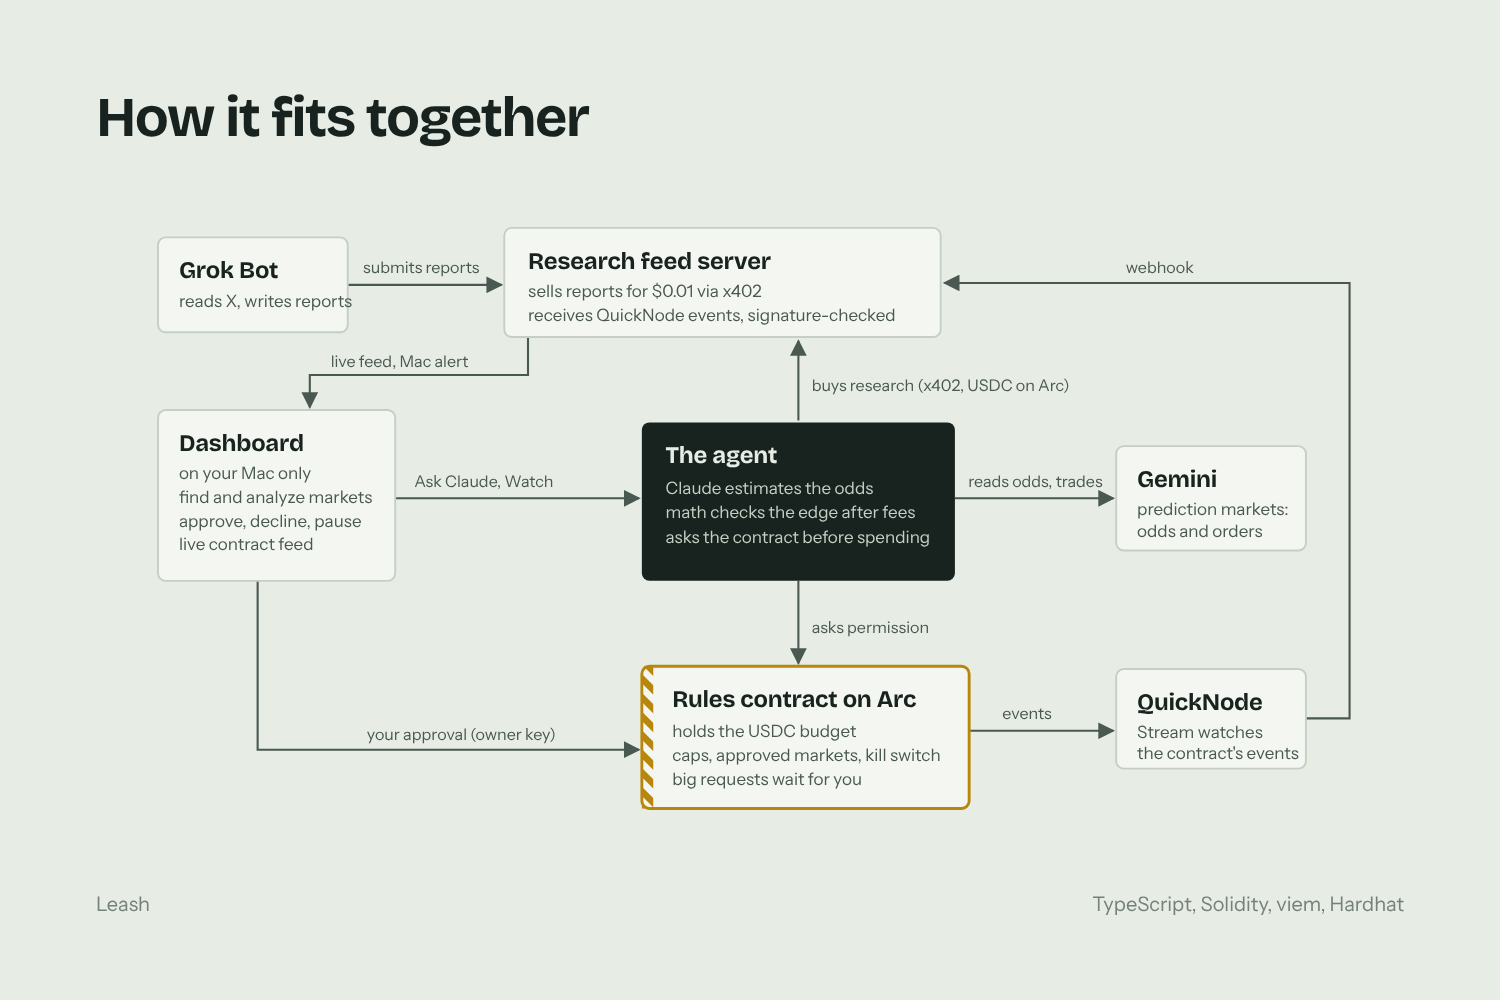 How it fits together
Grok Bot
reads X, writes reports
submits reports
Research feed server
sells reports for $0.01 via x402
receives QuickNode events, signature-checked
webhook
live feed, Mac alert
buys research (x402, USDC on Arc)
Dashboard
on your Mac only
find and analyze markets
approve, decline, pause
live contract feed
Ask Claude, Watch
The agent
Claude estimates the odds
math checks the edge after fees
asks the contract before spending
reads odds, trades
Gemini
prediction markets:
odds and orders
asks permission
your approval (owner key)
Rules contract on Arc
holds the USDC budget
caps, approved markets, kill switch
big requests wait for you
events
QuickNode
Stream watches
the contract's events
Leash
TypeScript, Solidity, viem, Hardhat